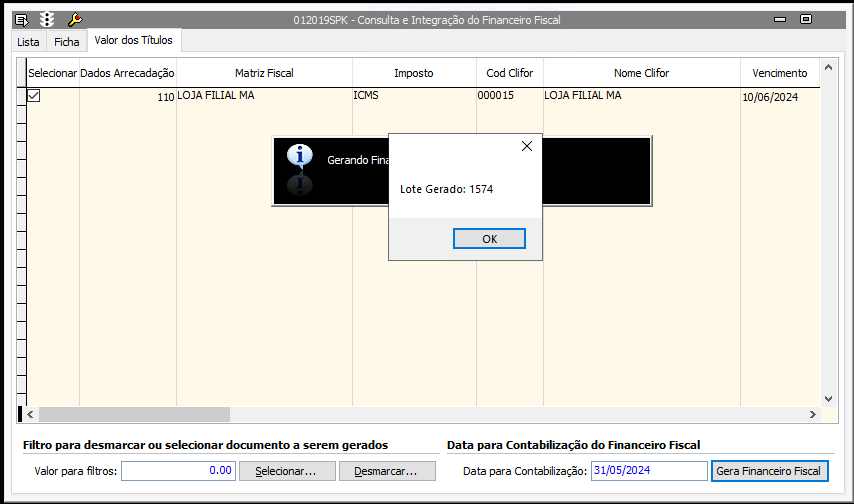 012019SPK - Consulta e Integração do Financeiro Fiscal
Lista Ficha Valor dos Títulos
Selecionar Dados Arrecadação Matriz Fiscal Imposto Cod Clifor Nome Clifor Vencimento
110 LOJA FILIAL MA ICMS 000015 LOJA FILIAL MA 10/06/2024
Gerando Fina
Lote Gerado: 1574
OK
Filtro para desmarcar ou selecionar documento a serem gerados Data para Contabilização do Financeiro Fiscal
Valor para filtros: 0.00 Selecionar... Desmarcar... Data para Contabilização: 31/05/2024 Gera Financeiro Fiscal